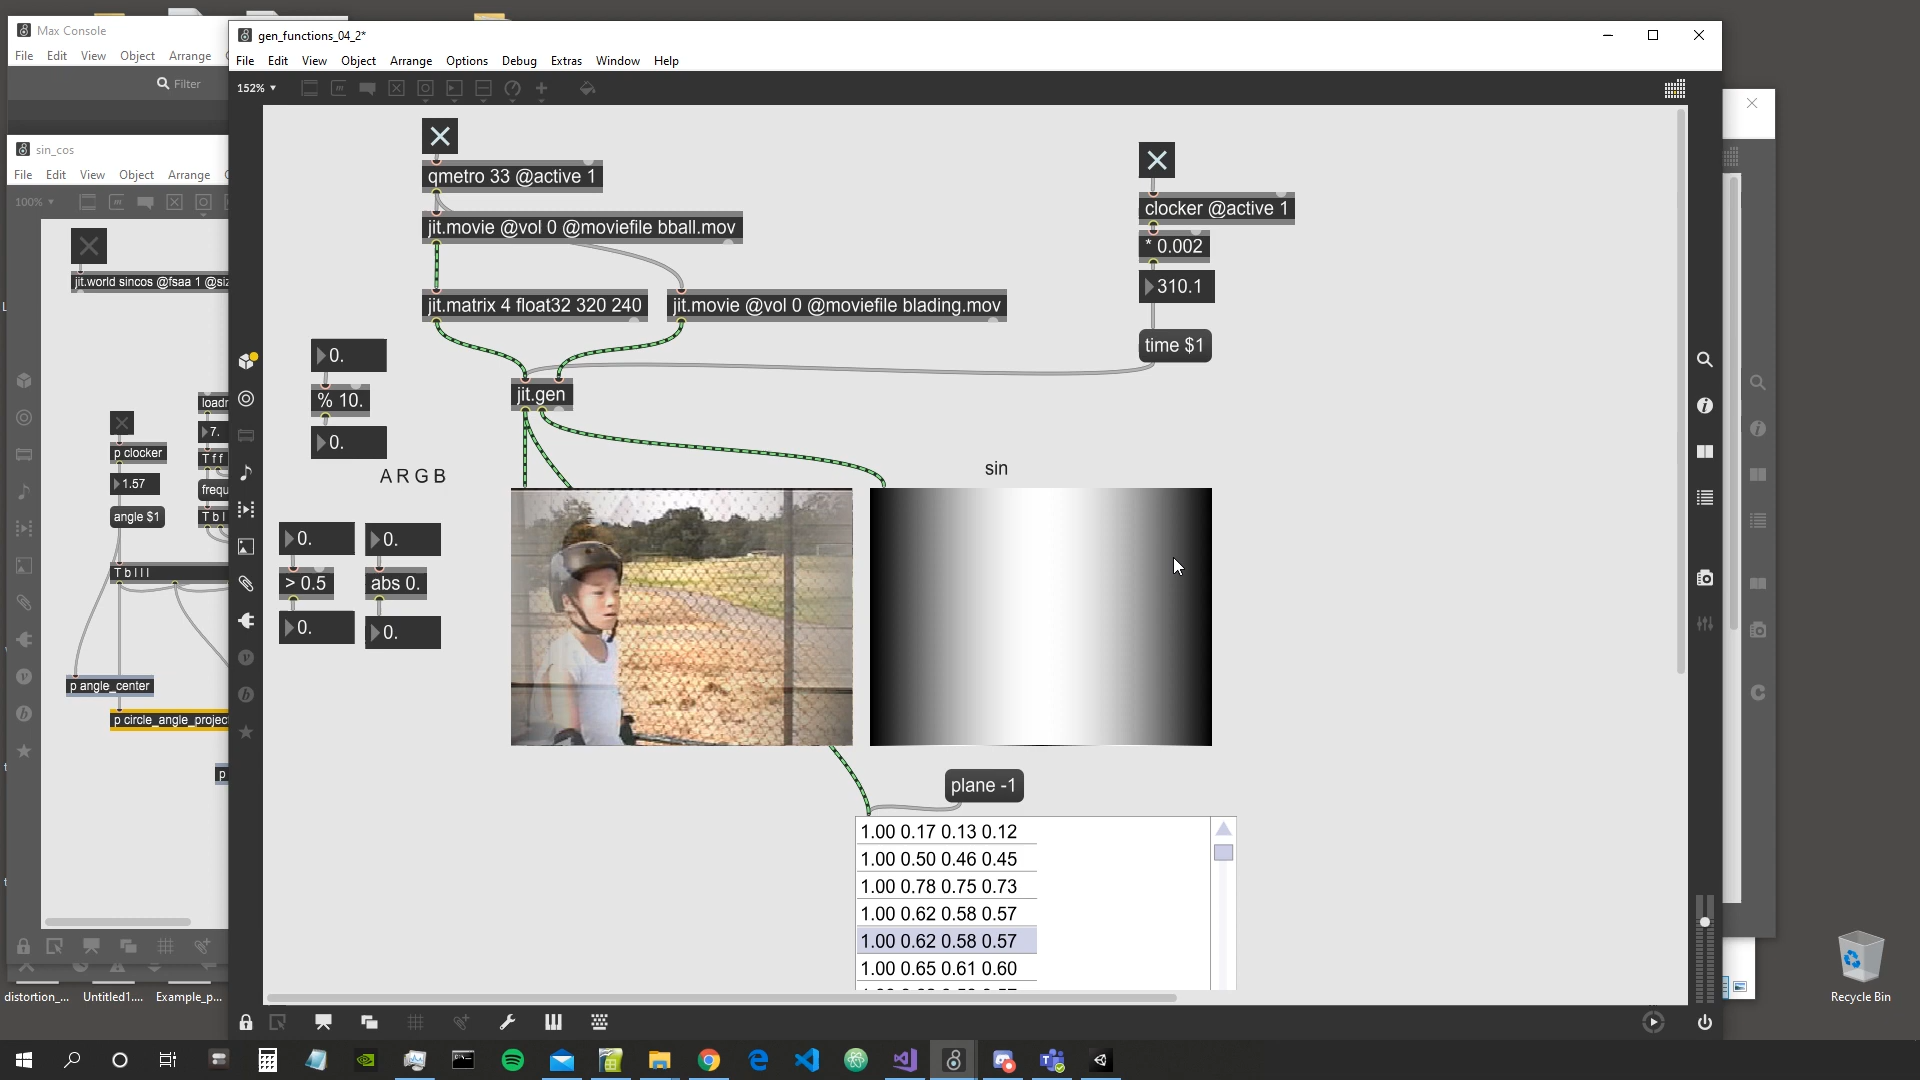 Max Console
File Edit View Object Arrange
Filter
sin_cos
File Edit View Object Arrange
100%
jit.world sincos @fsaa 1 @siz
loadr
7.
p clocker
T f f
1.57
frequ
angle $1
T b l
T b l l l
p angle_center
p circle_angle_project
p
distortion_... Untitled1.... Example_p...
gen_functions_04_2*
File Edit View Object Arrange Options Debug Extras Window Help
152%
qmetro 33 @active 1
jit.movie @vol 0 @moviefile bball.mov
clocker @active 1
* 0.002
310.1
jit.matrix 4 float32 320 240
jit.movie @vol 0 @moviefile blading.mov
time $1
0.
% 10.
0.
jit.gen
A R G B
sin
0. 0.
> 0.5 abs 0.
0. 0.
plane -1
1.00 0.17 0.13 0.12
1.00 0.50 0.46 0.45
1.00 0.78 0.75 0.73
1.00 0.62 0.58 0.57
1.00 0.62 0.58 0.57
1.00 0.65 0.61 0.60
Recycle Bin